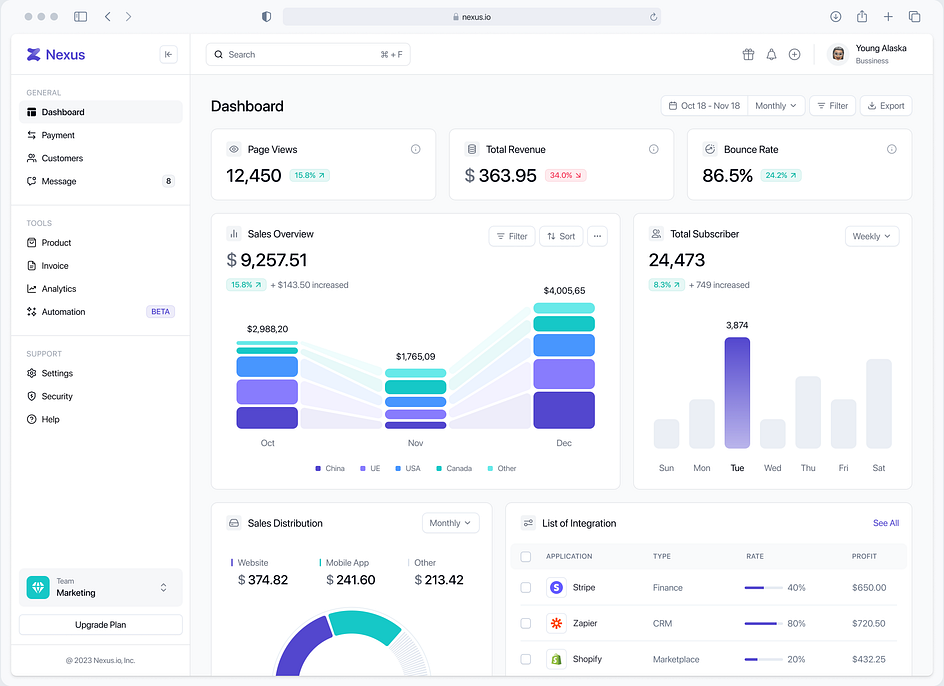 nexus.io
Nexus
Search
⌘ + F
Young Alaska
Bussiness
GENERAL
Dashboard
Payment
Customers
Message
8
TOOLS
Product
Invoice
Analytics
Automation
BETA
SUPPORT
Settings
Security
Help
Team
Marketing
Upgrade Plan
@ 2023 Nexus.io, Inc.
Dashboard
Oct 18 - Nov 18
Monthly
Filter
Export
Page Views
12,450
15.8%
Total Revenue
$ 363.95
34.0%
Bounce Rate
86.5%
24.2%
Sales Overview
Filter
Sort
$ 9,257.51
15.8%
+ $143.50 increased
$2,988,20
$1,765,09
$4,005,65
Oct
Nov
Dec
China
UE
USA
Canada
Other
Total Subscriber
Weekly
24,473
8.3%
+ 749 increased
3,874
Sun
Mon
Tue
Wed
Thu
Fri
Sat
Sales Distribution
Monthly
Website
$ 374.82
Mobile App
$ 241.60
Other
$ 213.42
List of Integration
See All
APPLICATION
TYPE
RATE
PROFIT
Stripe
Finance
40%
$650.00
Zapier
CRM
80%
$720.50
Shopify
Marketplace
20%
$432.25